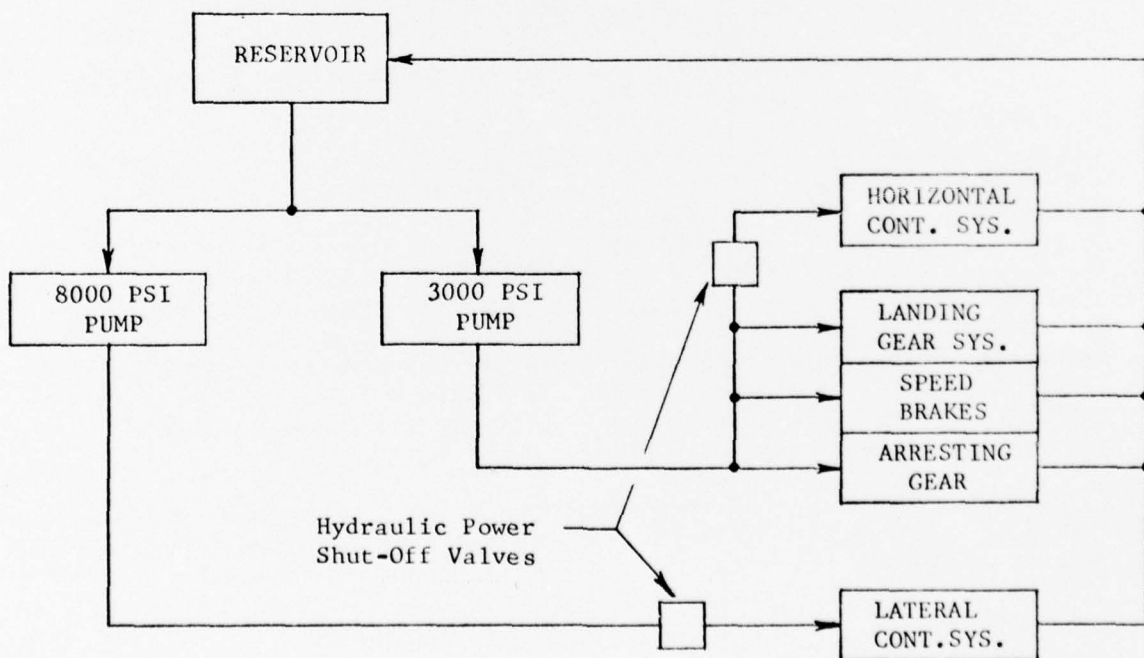 RESERVOIR
HORIZONTAL
CONT. SYS.
8000 PSI
PUMP
3000 PSI
PUMP
LANDING
GEAR SYS.
SPEED
BRAKES
ARRESTING
GEAR
Hydraulic Power
Shut-Off Valves
LATERAL
CONT.SYS.